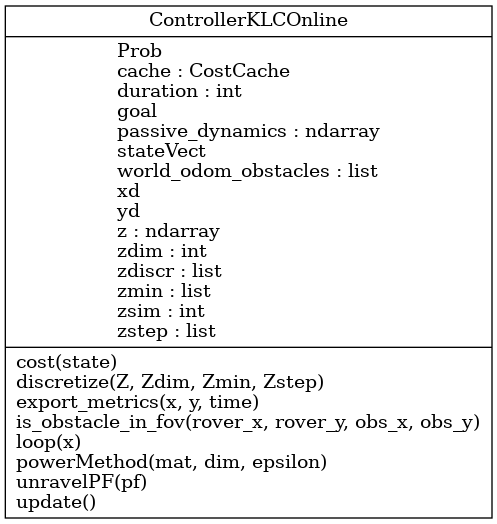 ControllerKLCOnline
Prob
cache : CostCache
duration : int
goal
passive_dynamics : ndarray
stateVect
world_odom_obstacles : list
xd
yd
z : ndarray
zdim : int
zdiscr : list
zmin : list
zsim : int
zstep : list
cost(state)
discretize(Z, Zdim, Zmin, Zstep)
export_metrics(x, y, time)
is_obstacle_in_fov(rover_x, rover_y, obs_x, obs_y)
loop(x)
powerMethod(mat, dim, epsilon)
unravelPF(pf)
update()